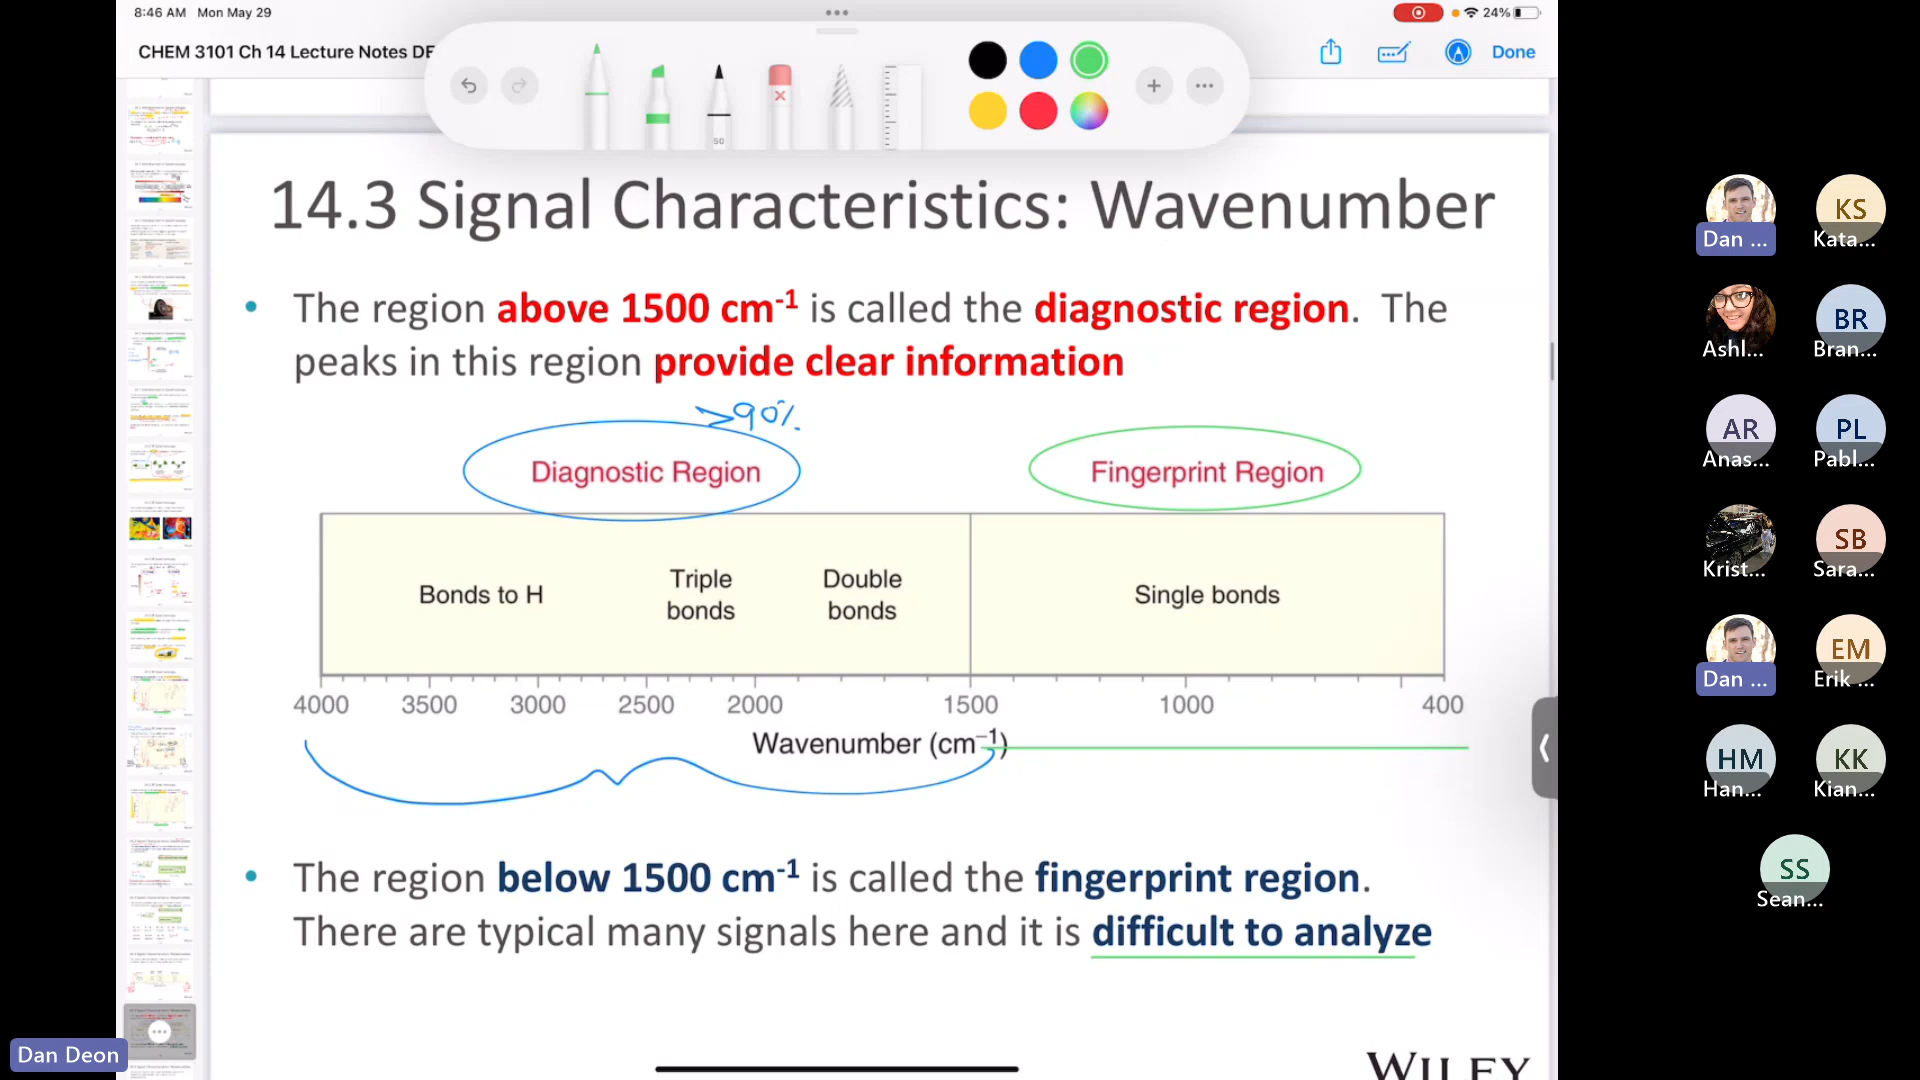 8:46 AM Mon May 29
24%
CHEM 3101 Ch 14 Lecture Notes DE
Done
50
14.3 Signal Characteristics: Wavenumber
• The region above 1500 cm-1 is called the diagnostic region. The
peaks in this region provide clear information
>90%
Diagnostic Region
Fingerprint Region
Bonds to H
Triple
bonds
Double
bonds
Single bonds
4000 3500 3000 2500 2000 1500 1000 400
Wavenumber (cm−1)
• The region below 1500 cm-1 is called the fingerprint region.
There are typical many signals here and it is difficult to analyze
WILEY
Dan ...
KS
Kata...
Ashl...
BR
Bran...
AR
Anas...
PL
Pabl...
Krist...
SB
Sara...
Dan ...
EM
Erik ...
HM
Han...
KK
Kian...
SS
Sean...
Dan Deon